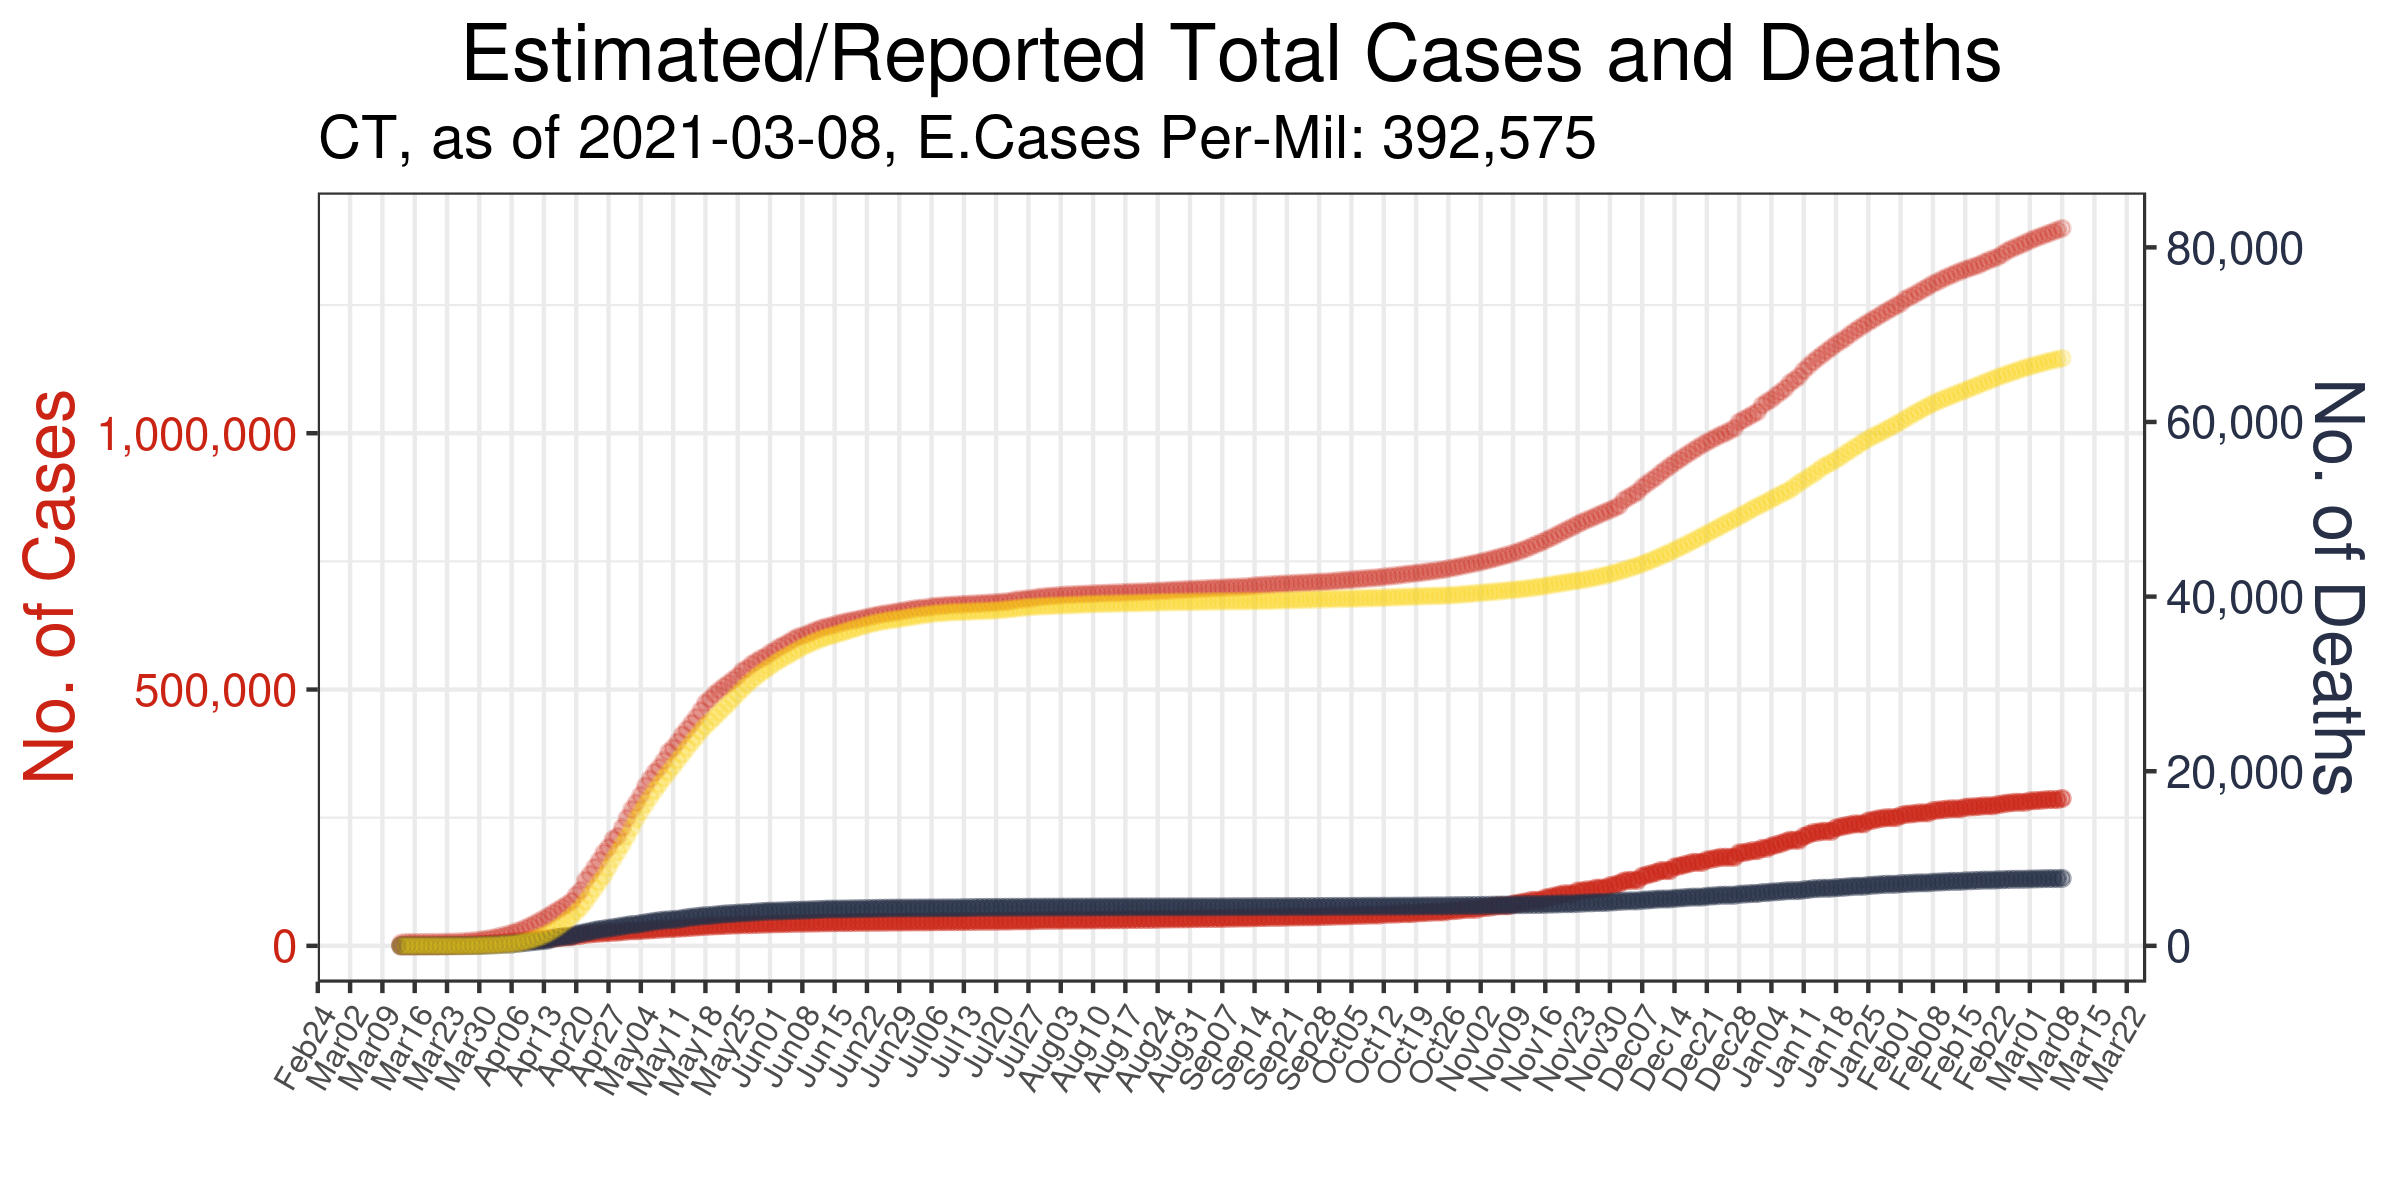 Estimated/Reported Total Cases and Deaths
CT, as of 2021-03-08, E.Cases Per-Mil: 392,575
No. of Cases
1,000,000
500,000
0
80,000
60,000
40,000
20,000
0
No. of Deaths
Feb24
Mar02
Mar09
Mar16
Mar23
Mar30
Apr06
Apr13
Apr20
Apr27
May04
May11
May18
May25
Jun01
Jun08
Jun15
Jun22
Jun29
Jul06
Jul13
Jul20
Jul27
Aug03
Aug10
Aug17
Aug24
Aug31
Sep07
Sep14
Sep21
Sep28
Oct05
Oct12
Oct19
Oct26
Nov02
Nov09
Nov16
Nov23
Nov30
Dec07
Dec14
Dec21
Dec28
Jan04
Jan11
Jan18
Jan25
Feb01
Feb08
Feb15
Feb22
Mar01
Mar08
Mar15
Mar22